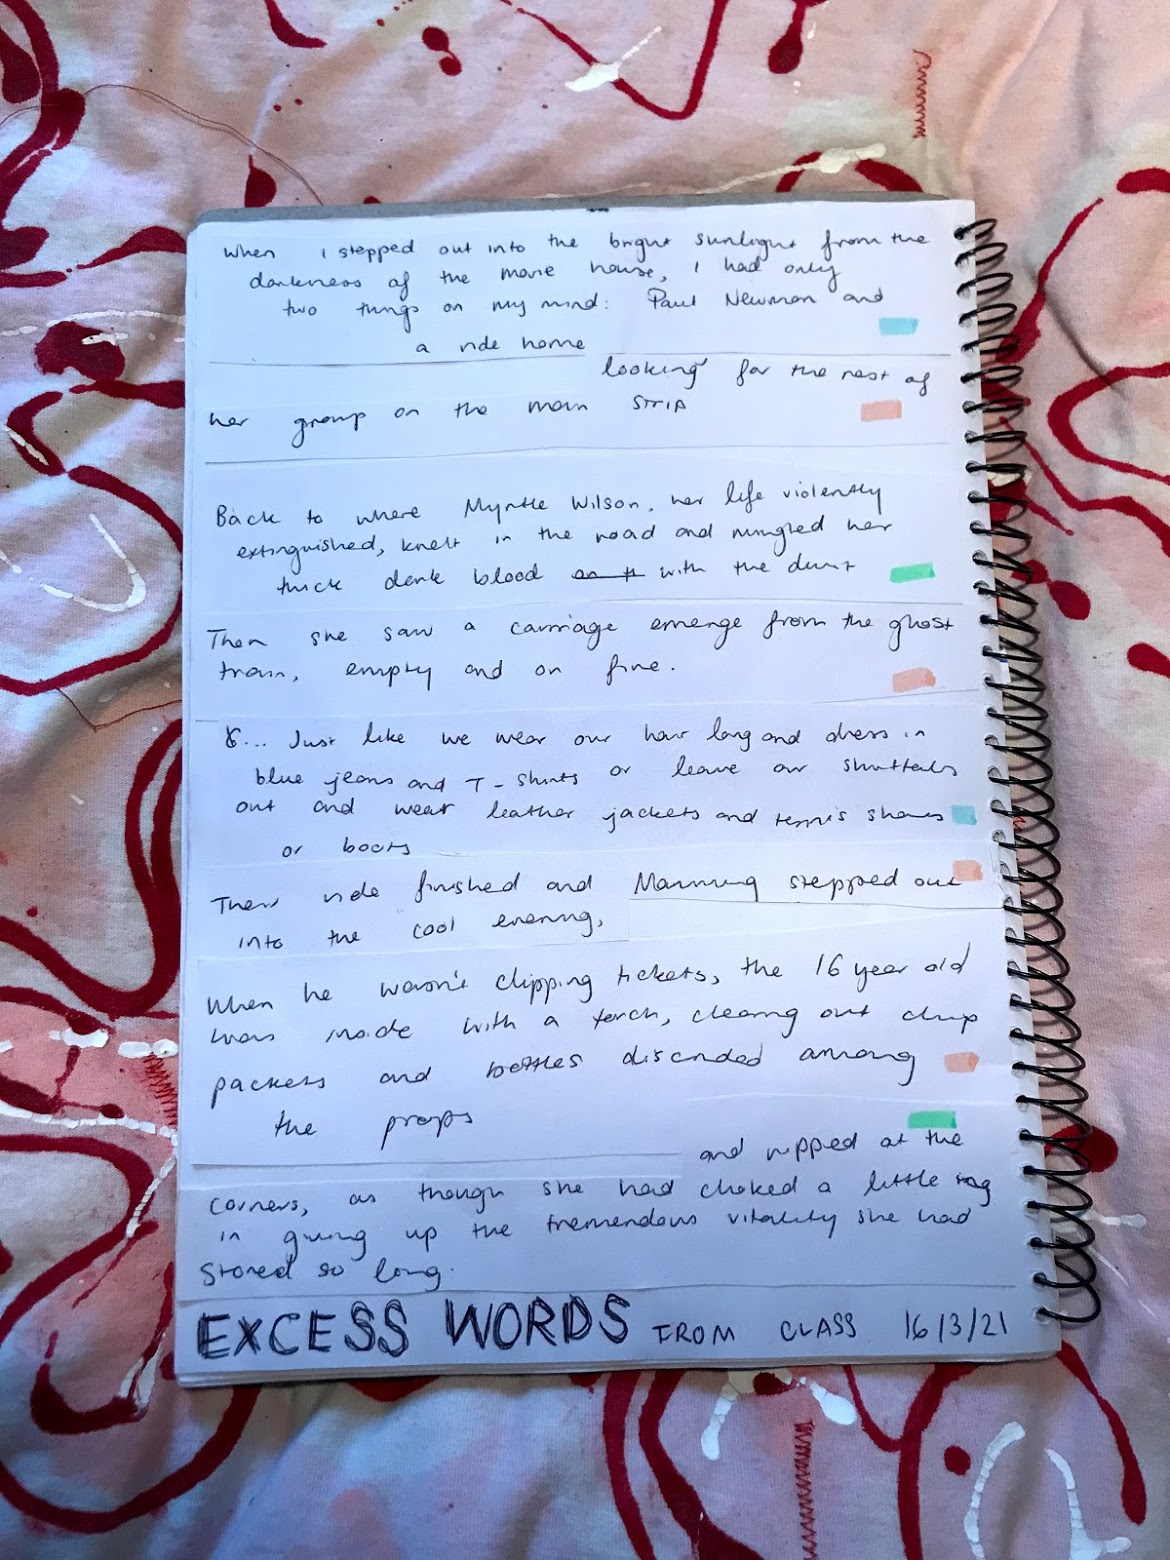 When I stepped out into the bright sunlight from the
darkness of the movie house, I had only
two things on my mind: Paul Newman and
a ride home
looking for the rest of
her group on the main STRIP
Back to where Myrtle Wilson, her life violently
extinguished, knelt in the road and mingled her
thick dark blood on th with the dust
Then she saw a carriage emerge from the ghost
train, empty and on fire.
... Just like we wear our hair long and dress in
blue jeans and T-shirts or leave our shirttails
out and wear leather jackets and tennis shoes
or boots
Their ride finished and Manning stepped out
into the cool evening,
When he wasn't clipping tickets, the 16 year old
was inside with a torch, clearing out chip
packets and bottles discarded among
the props
and ripped at the
corners, as though she had choked a little
in giving up the tremendous vitality she had
stored so long.
EXCESS WORDS FROM CLASS 16/3/21